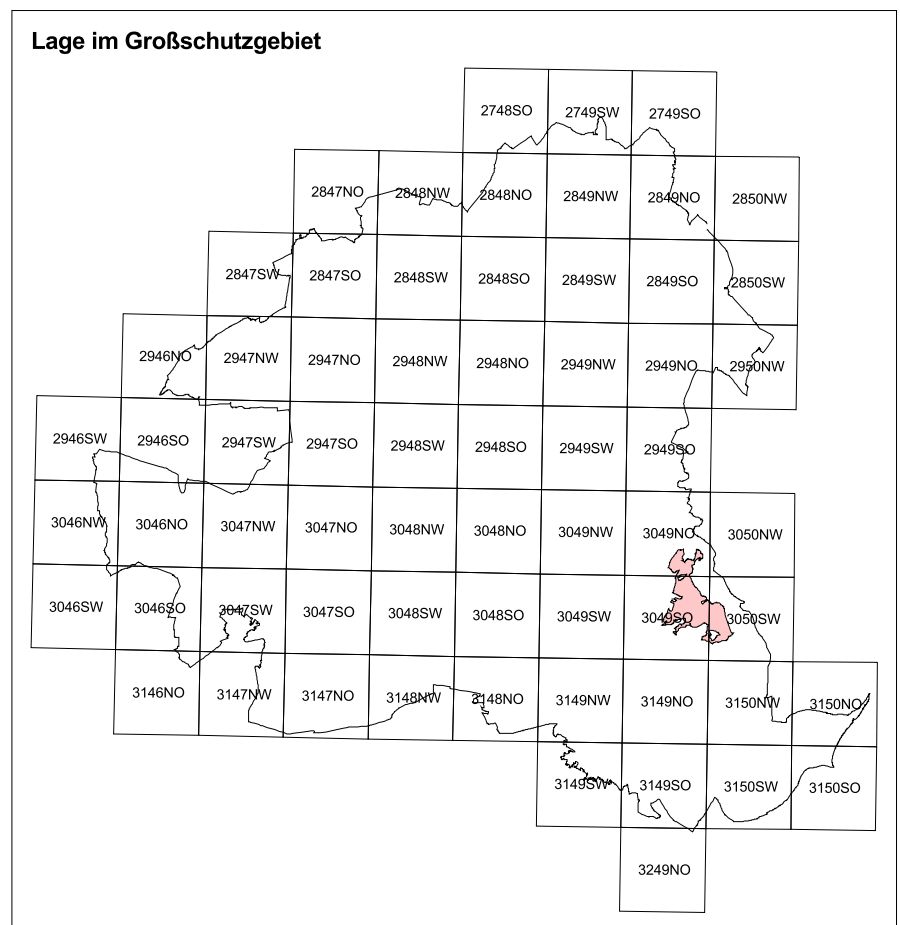 Lage im Großschutzgebiet
2748SO 2749SW 2749SO
2847NO 2848NW 2848NO 2849NW 2849NO 2850NW
2847SW 2847SO 2848SW 2848SO 2849SW 2849SO 2850SW
2946NO 2947NW 2947NO 2948NW 2948NO 2949NW 2949NO 2950NW
2946SW 2946SO 2947SW 2947SO 2948SW 2948SO 2949SW 2949SO
3046NW 3046NO 3047NW 3047NO 3048NW 3048NO 3049NW 3049NO 3050NW
3046SW 3046SO 3047SW 3047SO 3048SW 3048SO 3049SW 3049SO 3050SW
3146NO 3147NW 3147NO 3148NW 3148NO 3149NW 3149NO 3150NW 3150NO
3149SW 3149SO 3150SW 3150SO
3249NO